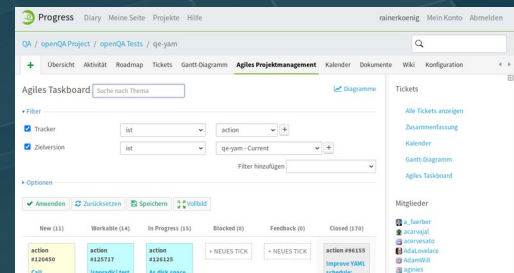 Progress Diary Meine Seite Projekte Hilfe rainerkoenig Mein Konto Abmelden
QA / openQA Project / openQA Tests / qe-yam
+ Übersicht Aktivität Roadmap Tickets Gantt-Diagramm Agiles Projektmanagement Kalender Dokumente Wiki Konfiguration
Agiles Taskboard Suche nach Thema Diagramme
Filter
Tracker ist action +
Zielversion ist qe-yam - Current +
Filter hinzufügen
Optionen
Anwenden Zurücksetzen Speichern Vollbild
New (11) Workable (14) In Progress (15) Blocked (0) Feedback (0) Closed (170)
action #120450 action #125717 action #126125 + NEUES TICK + NEUES TICK action #96155
Improve YAML
As disk space
Tickets
Alle Tickets anzeigen
Zusammenfassung
Kalender
Gantt-Diagramm
Agiles Taskboard
Mitglieder
a_faerber
acarvajal
acervesato
AdaLovelace
AdamWill
aginies